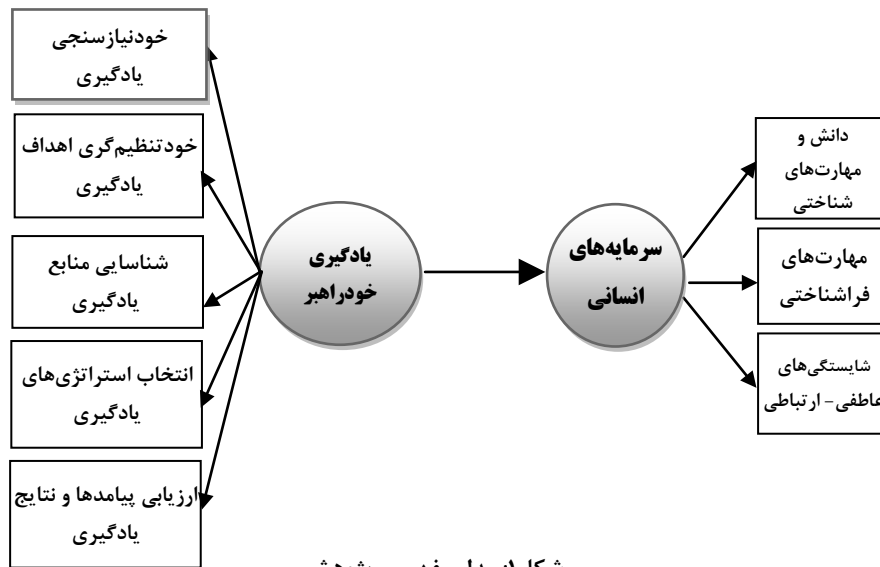 خودنیازسنجی
یادگیری
خودتنظیم‌گری اهداف
یادگیری
شناسایی منابع
یادگیری
انتخاب استراتژی‌های
یادگیری
ارزیابی پیامدها و نتایج
یادگیری
یادگیری
خودراهبر
سرمایه‌های
انسانی
دانش و
مهارت‌های
شناختی
مهارت‌های
فراشناختی
شایستگی‌های
عاطفی- ارتباطی